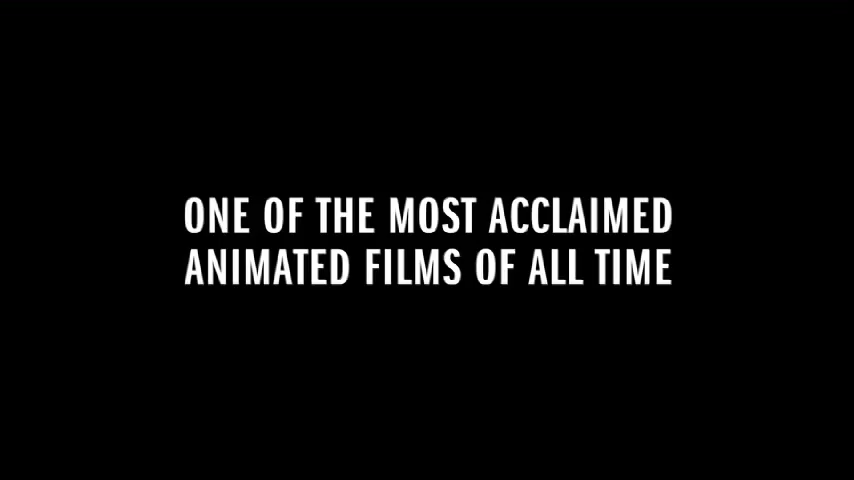 ONE OF THE MOST ACCLAIMED
ANIMATED FILMS OF ALL TIME